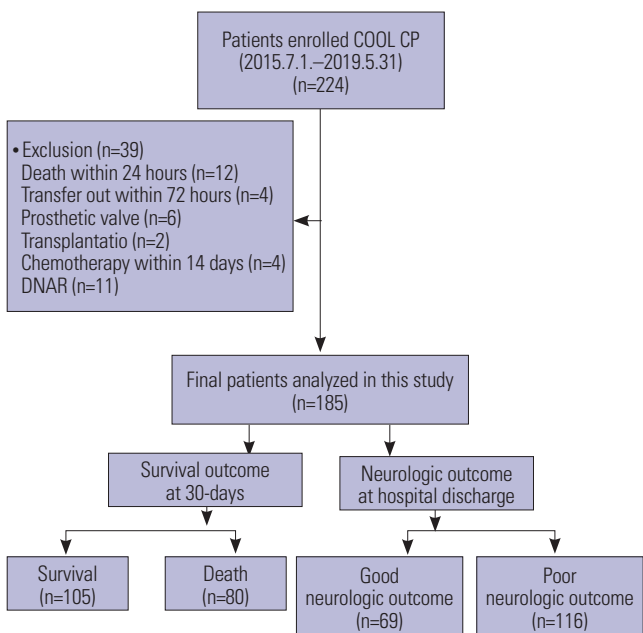 Patients enrolled COOL CP
(2015.7.1.–2019.5.31)
(n=224)
• Exclusion (n=39)
Death within 24 hours (n=12)
Transfer out within 72 hours (n=4)
Prosthetic valve (n=6)
Transplantatio (n=2)
Chemotherapy within 14 days (n=4)
DNAR (n=11)
Final patients analyzed in this study
(n=185)
Survival outcome
at 30-days
Neurologic outcome
at hospital discharge
Survival
(n=105)
Death
(n=80)
Good
neurologic outcome
(n=69)
Poor
neurologic outcome
(n=116)